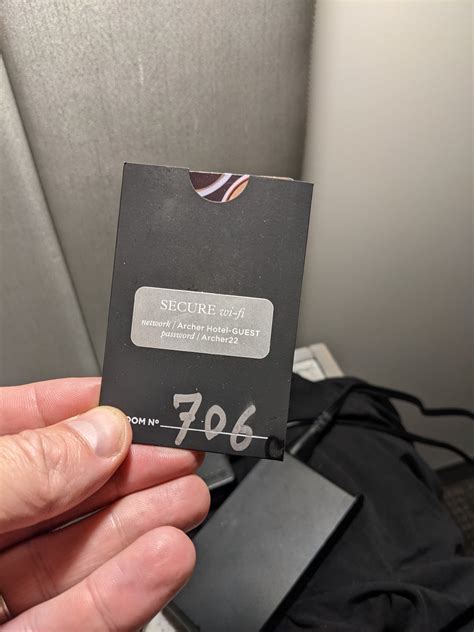 SECURE wi-fi
network / Archer Hotel-GUEST
password / Archer22
OOM Nº 706